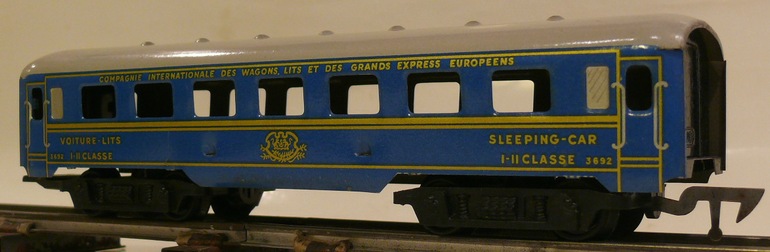 COMPAGNIE INTERNATIONALE DES WAGONS, LITS ET DES GRANDS EXPRESS EUROPEENS
VOITURE-LITS
3692 I-II CLASSE
SLEEPING-CAR
I-II CLASSE 3692